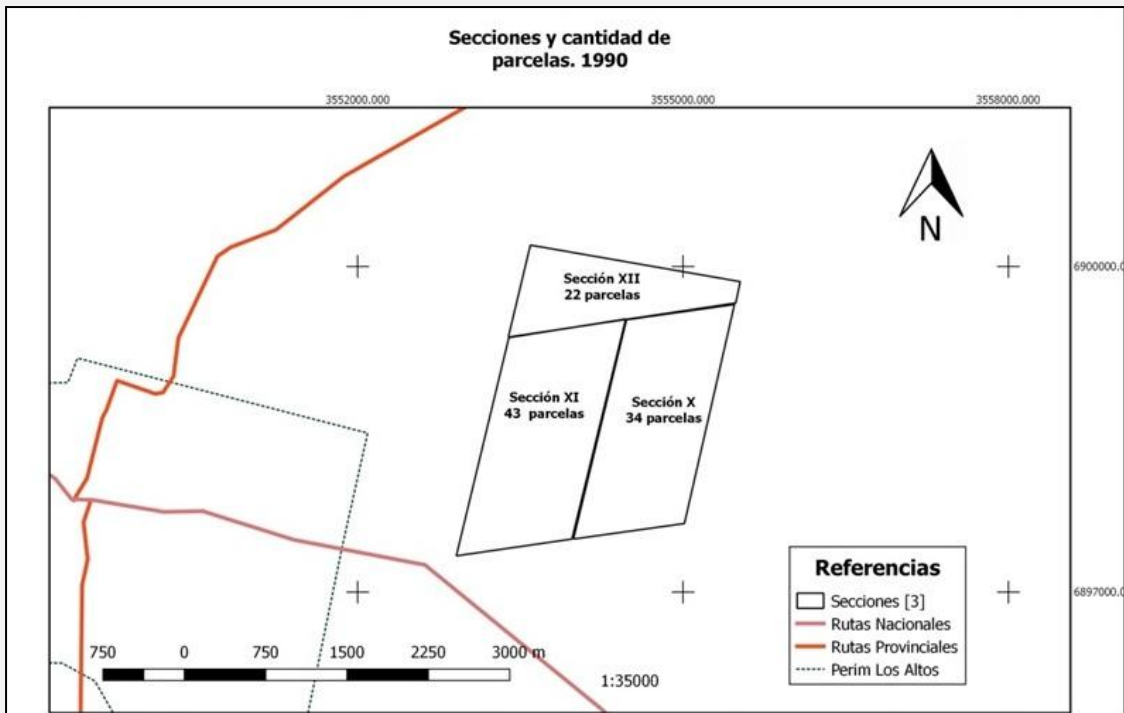 Secciones y cantidad de
parcelas. 1990
3552000.000
3555000.000
3558000.000
N
6900000.0
Sección XII
22 parcelas
Sección XI
43 parcelas
Sección X
34 parcelas
6897000.0
Referencias
Secciones [3]
Rutas Nacionales
Rutas Provinciales
Perim Los Altos
750 0 750 1500 2250 3000 m
1:35000